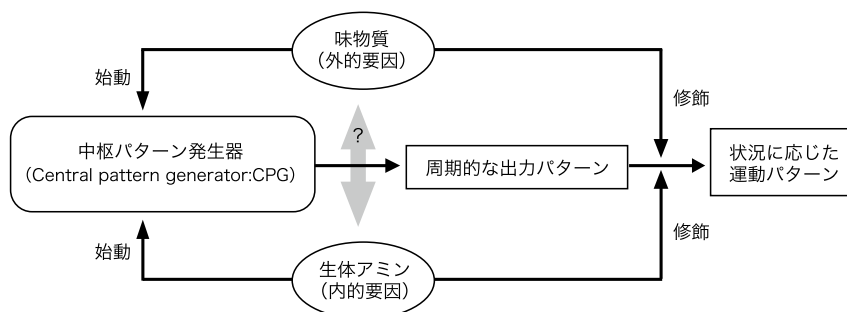 味物質
（外的要因）
始動
修飾
?
中枢パターン発生器
（Central pattern generator:CPG）
周期的な出力パターン
状況に応じた
運動パターン
始動
修飾
生体アミン
（内的要因）